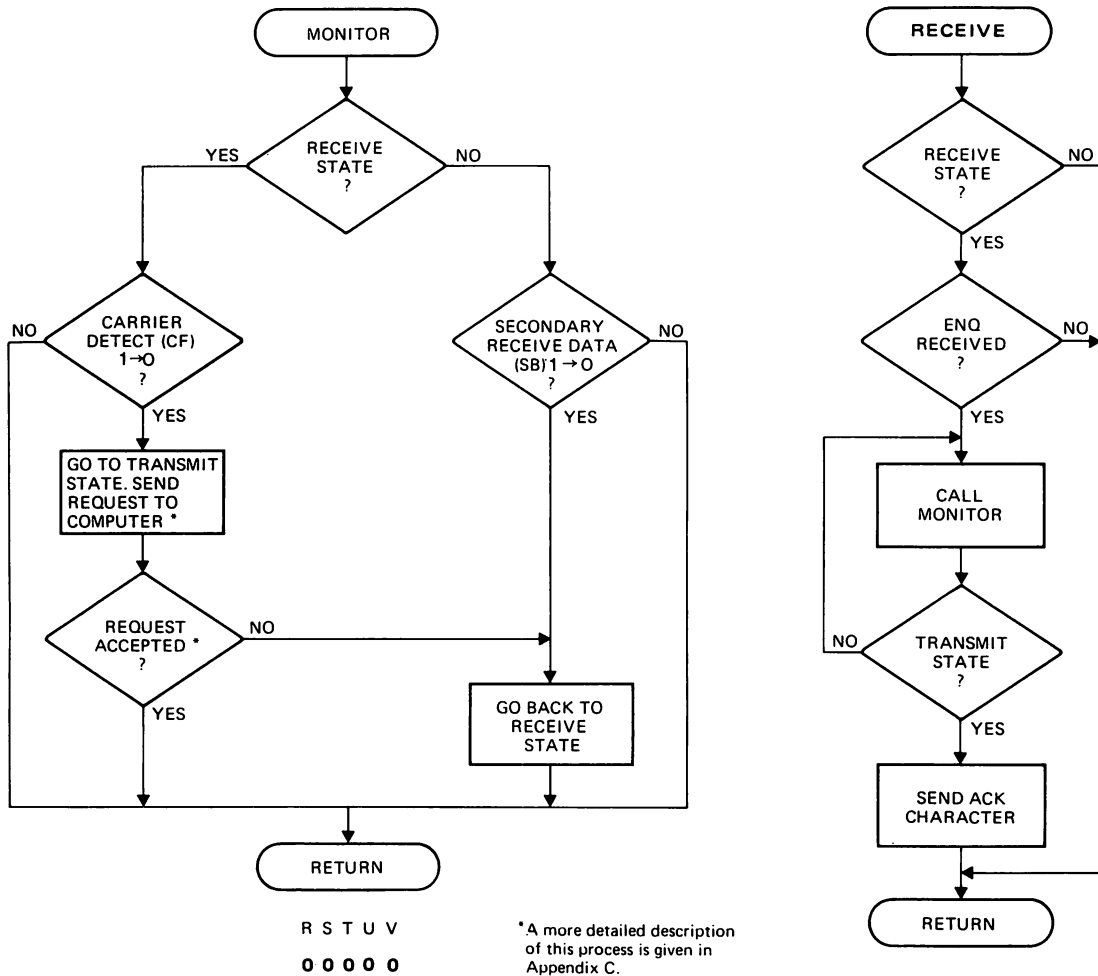 MONITOR
RECEIVE
STATE
?
YES
NO
CARRIER
DETECT (CF)
1→0
?
NO
YES
SECONDARY
RECEIVE DATA
(SB) 1→0
?
NO
YES
GO TO TRANSMIT
STATE. SEND
REQUEST TO
COMPUTER *
REQUEST
ACCEPTED *
?
NO
YES
GO BACK TO
RECEIVE
STATE
RETURN
R S T U V
0 0 0 0 0
*A more detailed description
of this process is given in
Appendix C.
RECEIVE
RECEIVE
STATE
?
NO
YES
ENQ
RECEIVED
?
NO
YES
CALL
MONITOR
TRANSMIT
STATE
?
NO
YES
SEND ACK
CHARACTER
RETURN